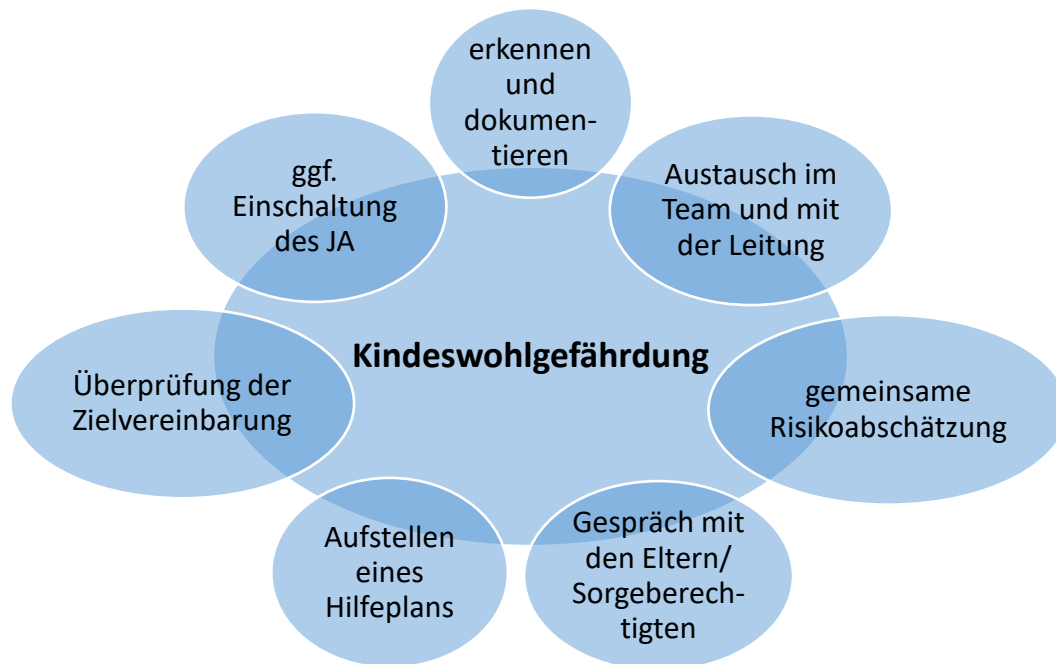 erkennen
und
dokumen-
tieren
Austausch im
Team und mit
der Leitung
gemeinsame
Risikoabschätzung
Gespräch mit
den Eltern/
Sorgeberech-
tigten
Aufstellen
eines
Hilfeplans
Überprüfung der
Zielvereinbarung
ggf.
Einschaltung
des JA
Kindeswohlgefährdung